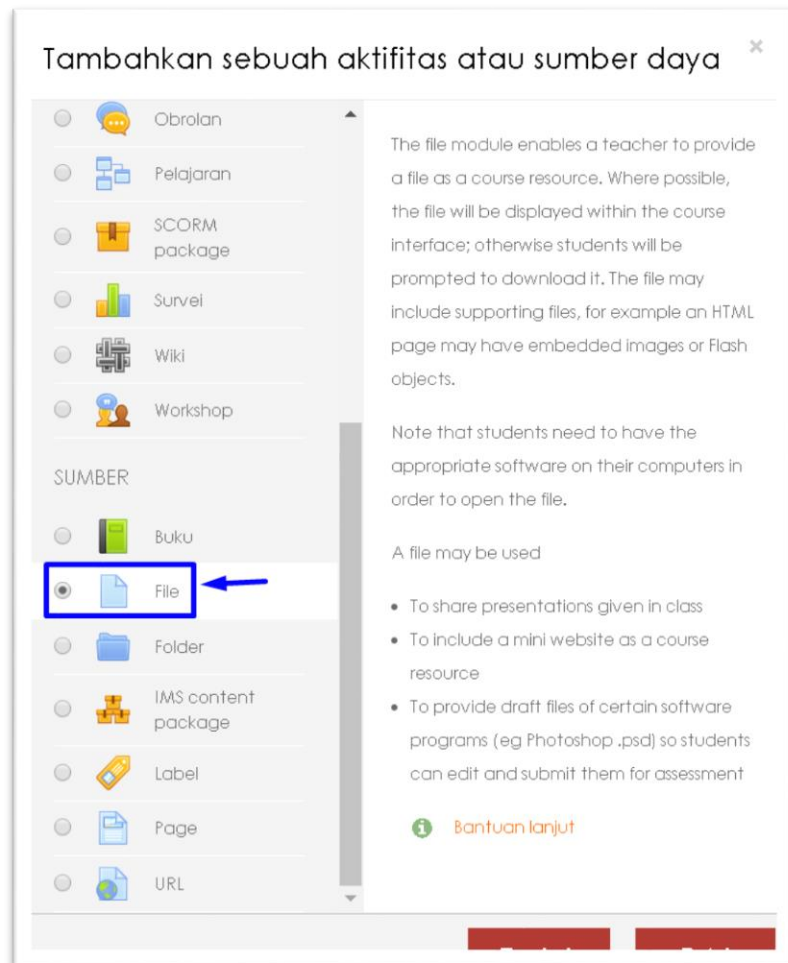 Tambahkan sebuah aktifitas atau sumber daya
×
Obrolan
Pelajaran
SCORM
package
Survei
Wiki
Workshop
SUMBER
Buku
File
Folder
IMS content
package
Label
Page
URL
The file module enables a teacher to provide
a file as a course resource. Where possible,
the file will be displayed within the course
interface; otherwise students will be
prompted to download it. The file may
include supporting files, for example an HTML
page may have embedded images or Flash
objects.
Note that students need to have the
appropriate software on their computers in
order to open the file.
A file may be used
• To share presentations given in class
• To include a mini website as a course
resource
• To provide draft files of certain software
programs (eg Photoshop .psd) so students
can edit and submit them for assessment
Bantuan lanjut